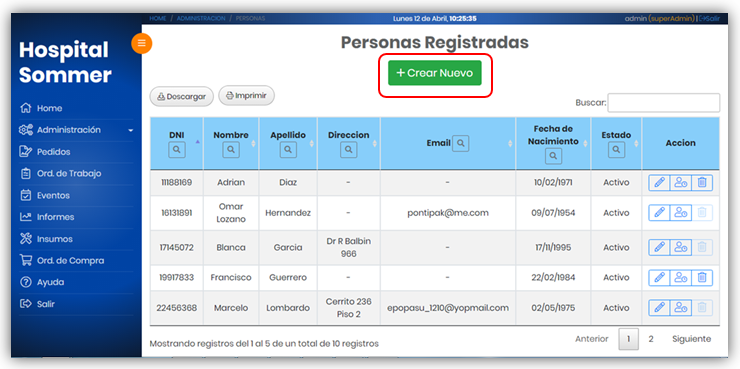 HOME / ADMINISTRACION / PERSONAS
Lunes 12 de Abril, 10:25:35
admin (superAdmin) Salir
Hospital
Sommer
Home
Administración
Pedidos
Ord. de Trabajo
Eventos
Informes
Insumos
Ord. de Compra
Ayuda
Salir
Personas Registradas
+ Crear Nuevo
Descargar Imprimir
Buscar:
DNI Nombre Apellido Direccion Email Fecha de Nacimiento Estado Accion
11188169 Adrian Diaz - - 10/02/1971 Activo
16131891 Omar Lozano Hernandez - pontipak@me.com 09/07/1954 Activo
17145072 Blanca Garcia Dr R Balbin 966 - 17/11/1995 Activo
19917833 Francisco Guerrero - - 22/02/1984 Activo
22456368 Marcelo Lombardo Cerrito 236 Piso 2 epopasu_1210@yopmail.com 02/05/1975 Activo
Mostrando registros del 1 al 5 de un total de 10 registros
Anterior 1 2 Siguiente